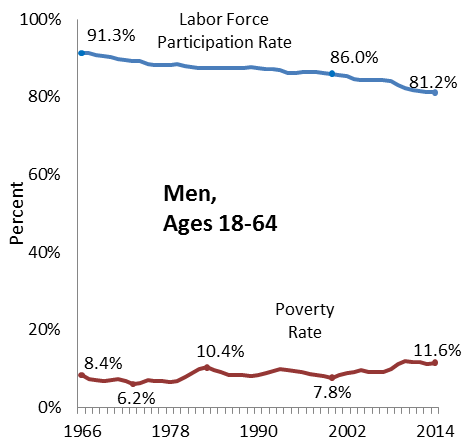 100%
80%
60%
40%
20%
0%
Percent
Labor Force
Participation Rate
91.3%
86.0%
81.2%
Men,
Ages 18-64
Poverty
Rate
8.4%
6.2%
10.4%
7.8%
11.6%
1966
1978
1990
2002
2014